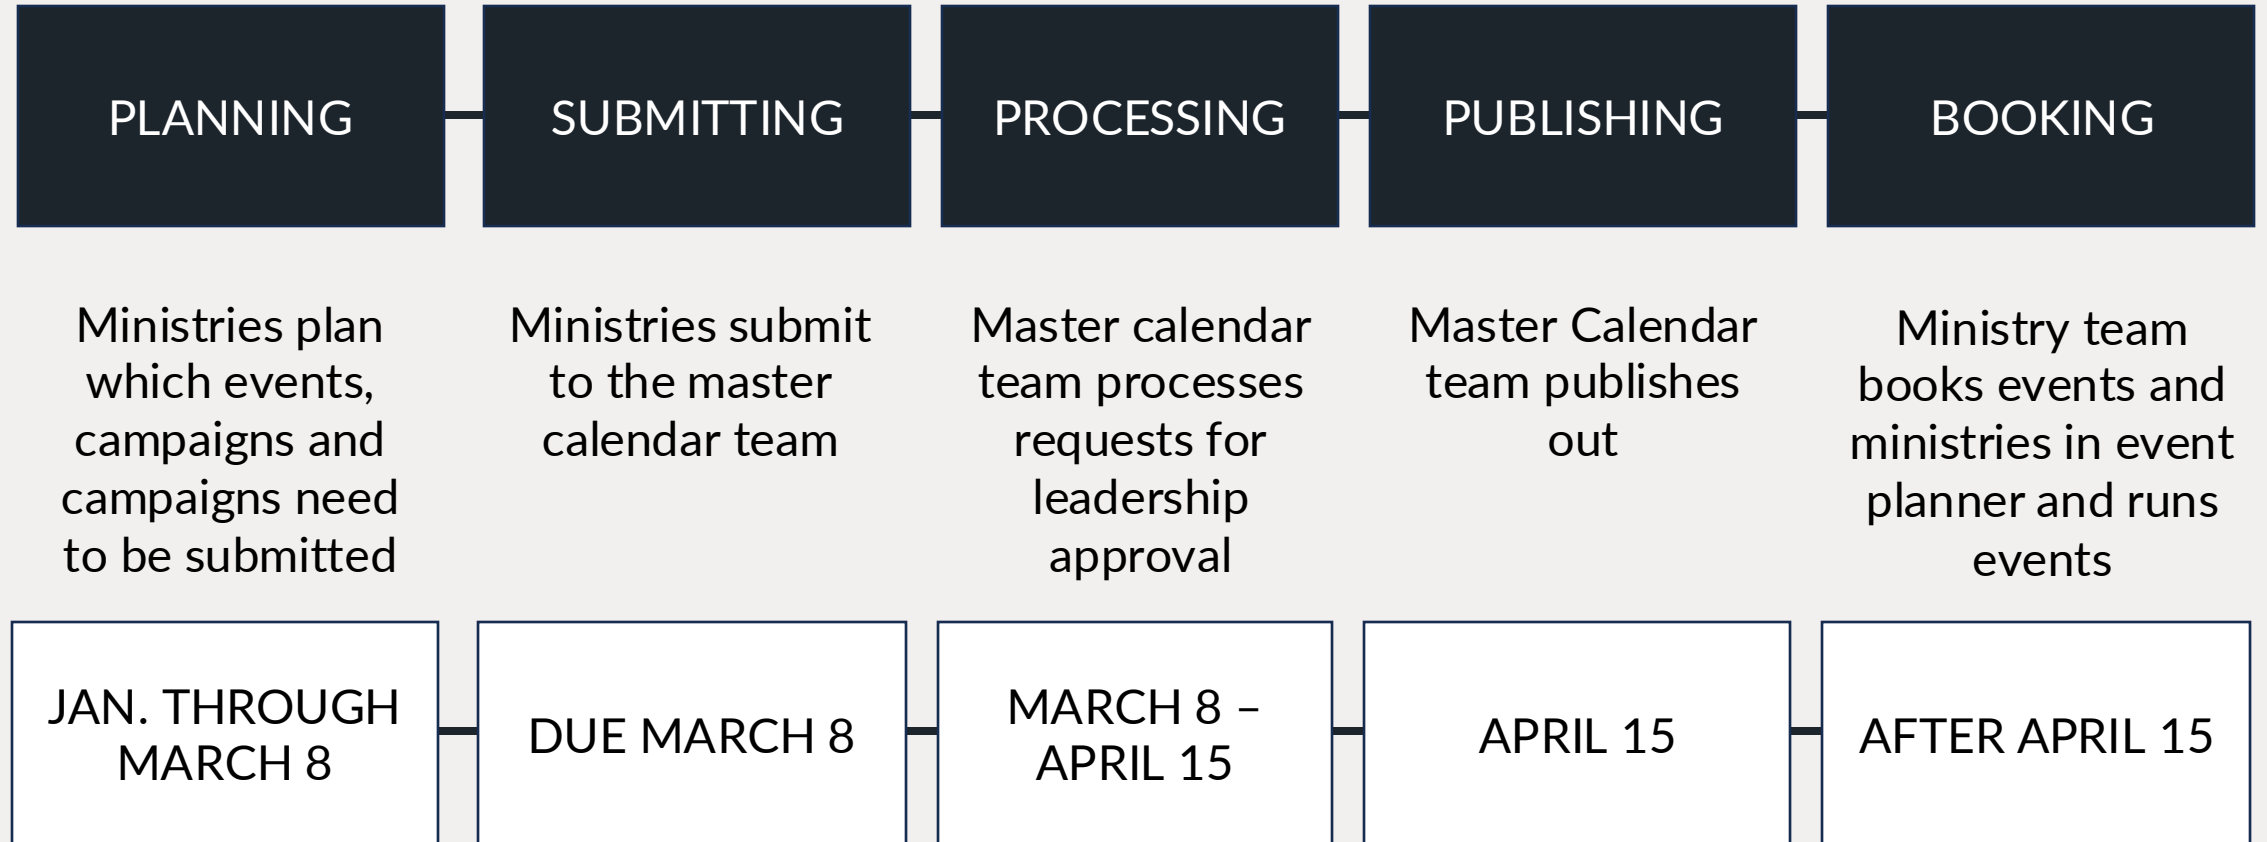 PLANNING
SUBMITTING
PROCESSING
PUBLISHING
BOOKING
Ministries plan
which events,
campaigns and
campaigns need
to be submitted
Ministries submit
to the master
calendar team
Master calendar
team processes
requests for
leadership
approval
Master Calendar
team publishes
out
Ministry team
books events and
ministries in event
planner and runs
events
JAN. THROUGH
MARCH 8
DUE MARCH 8
MARCH 8 –
APRIL 15
APRIL 15
AFTER APRIL 15